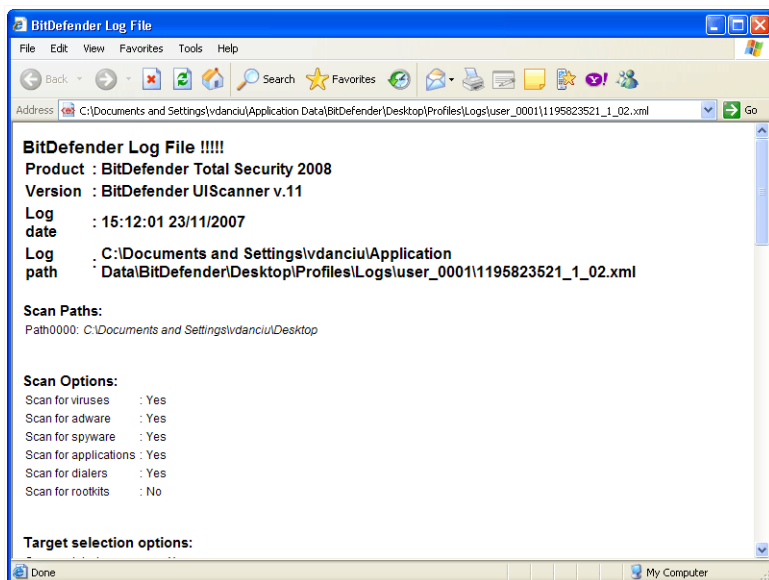 BitDefender Log File
File Edit View Favorites Tools Help
Back Search Favorites
Address C:\Documents and Settings\vdanciu\Application Data\BitDefender\Desktop\Profiles\Logs\user_0001\1195823521_1_02.xml Go
BitDefender Log File !!!!!
Product : BitDefender Total Security 2008
Version : BitDefender UIScanner v.11
Log date : 15:12:01 23/11/2007
Log path : C:\Documents and Settings\vdanciu\Application
Data\BitDefender\Desktop\Profiles\Logs\user_0001\1195823521_1_02.xml
Scan Paths:
Path0000: C:\Documents and Settings\vdanciu\Desktop
Scan Options:
Scan for viruses : Yes
Scan for adware : Yes
Scan for spyware : Yes
Scan for applications : Yes
Scan for dialers : Yes
Scan for rootkits : No
Target selection options:
Done My Computer